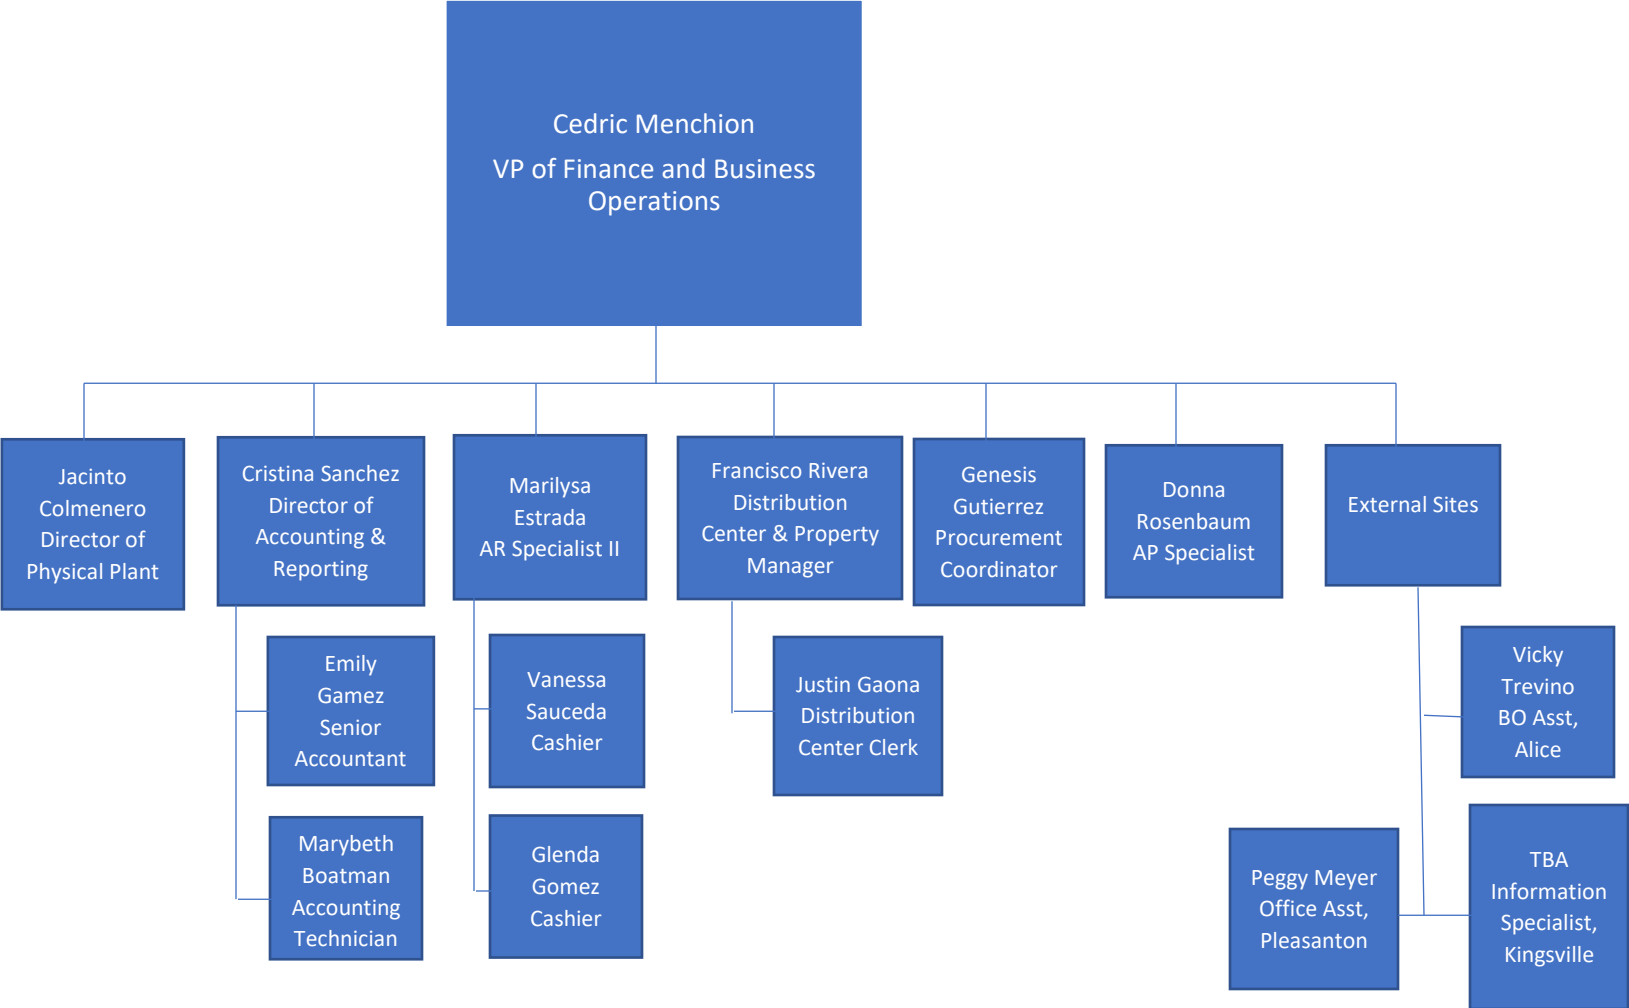 Cedric Menchion
VP of Finance and Business
Operations
Jacinto
Colmenero
Director of
Physical Plant
Cristina Sanchez
Director of
Accounting &
Reporting
Marilysa
Estrada
AR Specialist II
Francisco Rivera
Distribution
Center & Property
Manager
Genesis
Gutierrez
Procurement
Coordinator
Donna
Rosenbaum
AP Specialist
External Sites
Emily
Gamez
Senior
Accountant
Vanessa
Sauceda
Cashier
Justin Gaona
Distribution
Center Clerk
Vicky
Trevino
BO Asst,
Alice
Marybeth
Boatman
Accounting
Technician
Glenda
Gomez
Cashier
Peggy Meyer
Office Asst,
Pleasanton
TBA
Information
Specialist,
Kingsville